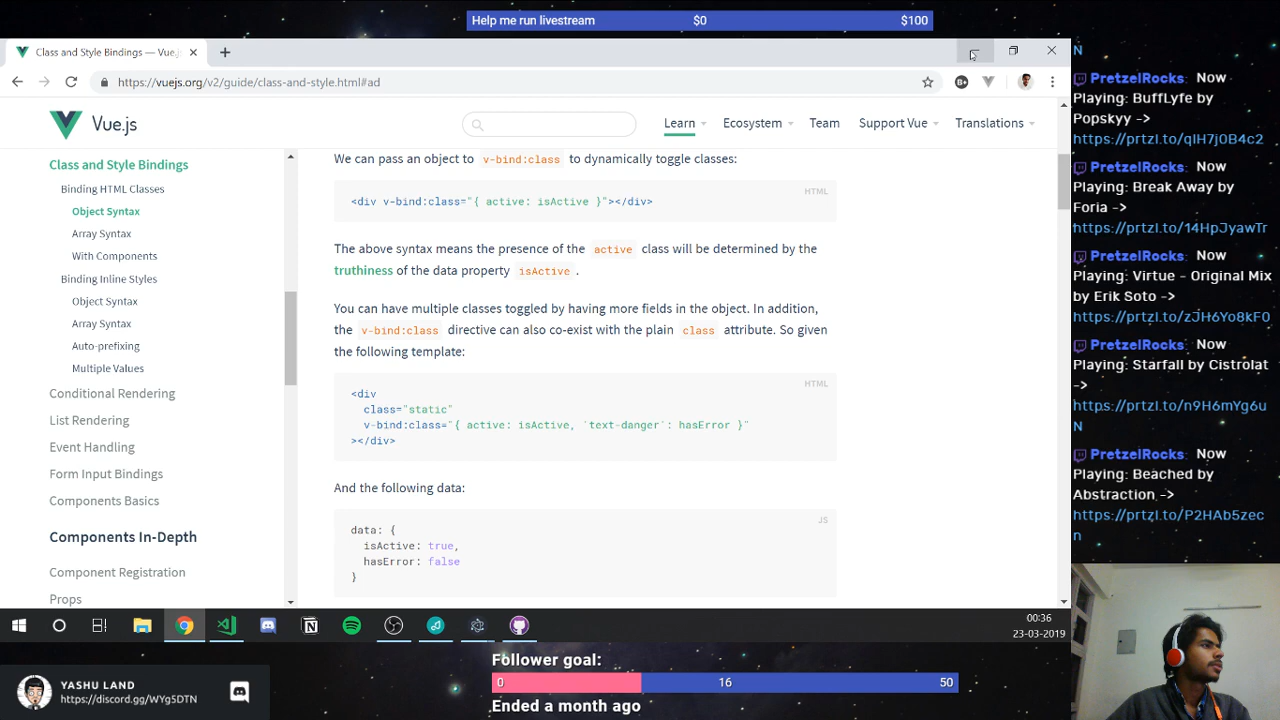 Help me run livestream $0 $100
Class and Style Bindings — Vue.j
https://vuejs.org/v2/guide/class-and-style.html#ad
Vue.js
Learn
Ecosystem
Team
Support Vue
Translations
Class and Style Bindings
Binding HTML Classes
Object Syntax
Array Syntax
With Components
Binding Inline Styles
Object Syntax
Array Syntax
Auto-prefixing
Multiple Values
Conditional Rendering
List Rendering
Event Handling
Form Input Bindings
Components Basics
Components In-Depth
Component Registration
Props
We can pass an object to v-bind:class to dynamically toggle classes:
HTML
<div v-bind:class="{ active: isActive }"></div>
The above syntax means the presence of the active class will be determined by the
truthiness of the data property isActive .
You can have multiple classes toggled by having more fields in the object. In addition,
the v-bind:class directive can also co-exist with the plain class attribute. So given
the following template:
HTML
<div
class="static"
v-bind:class="{ active: isActive, `text-danger`: hasError }"
></div>
And the following data:
JS
data: {
isActive: true,
hasError: false
}
N
PretzelRocks: Now
Playing: BuffLyfe by
Popskyy ->
https://prtzl.to/qIH7j0B4c2
PretzelRocks: Now
Playing: Break Away by
Foria ->
https://prtzl.to/14HpJyawTr
PretzelRocks: Now
Playing: Virtue - Original Mix
by Erik Soto ->
https://prtzl.to/zJH6Yo8kF0
PretzelRocks: Now
Playing: Starfall by Cistrolat
->
https://prtzl.to/n9H6mYg6u
N
PretzelRocks: Now
Playing: Beached by
Abstraction ->
https://prtzl.to/P2HAb5zec
n
00:36
23-03-2019
YASHU LAND
https://discord.gg/WYg5DTN
Follower goal:
0 16 50
Ended a month ago